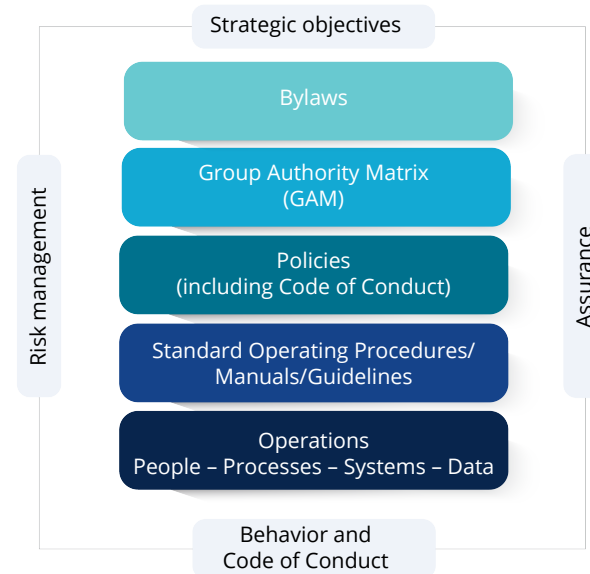 Strategic objectives
Bylaws
Group Authority Matrix
(GAM)
Risk management
Assurance
Policies
(including Code of Conduct)
Standard Operating Procedures/
Manuals/Guidelines
Operations
People – Processes – Systems – Data
Behavior and
Code of Conduct